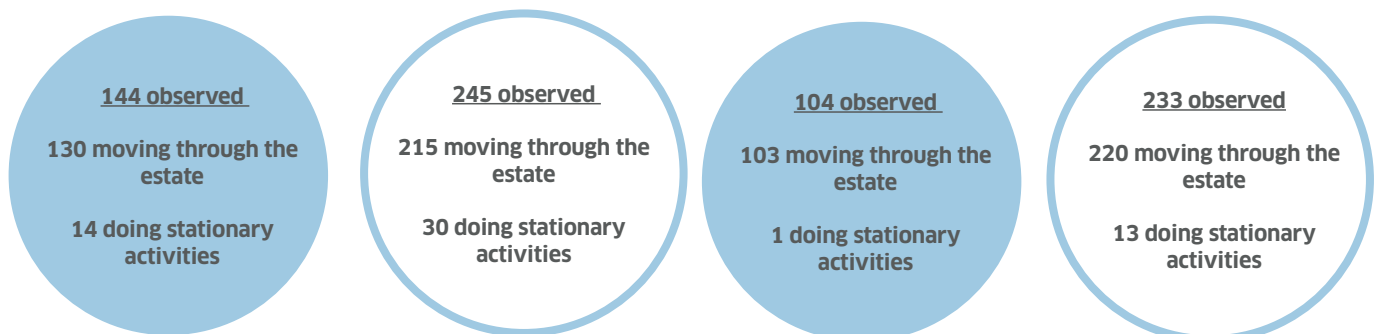 144 observed
130 moving through the
estate
14 doing stationary
activities
245 observed
215 moving through the
estate
30 doing stationary
activities
104 observed
103 moving through the
estate
1 doing stationary
activities
233 observed
220 moving through the
estate
13 doing stationary
activities